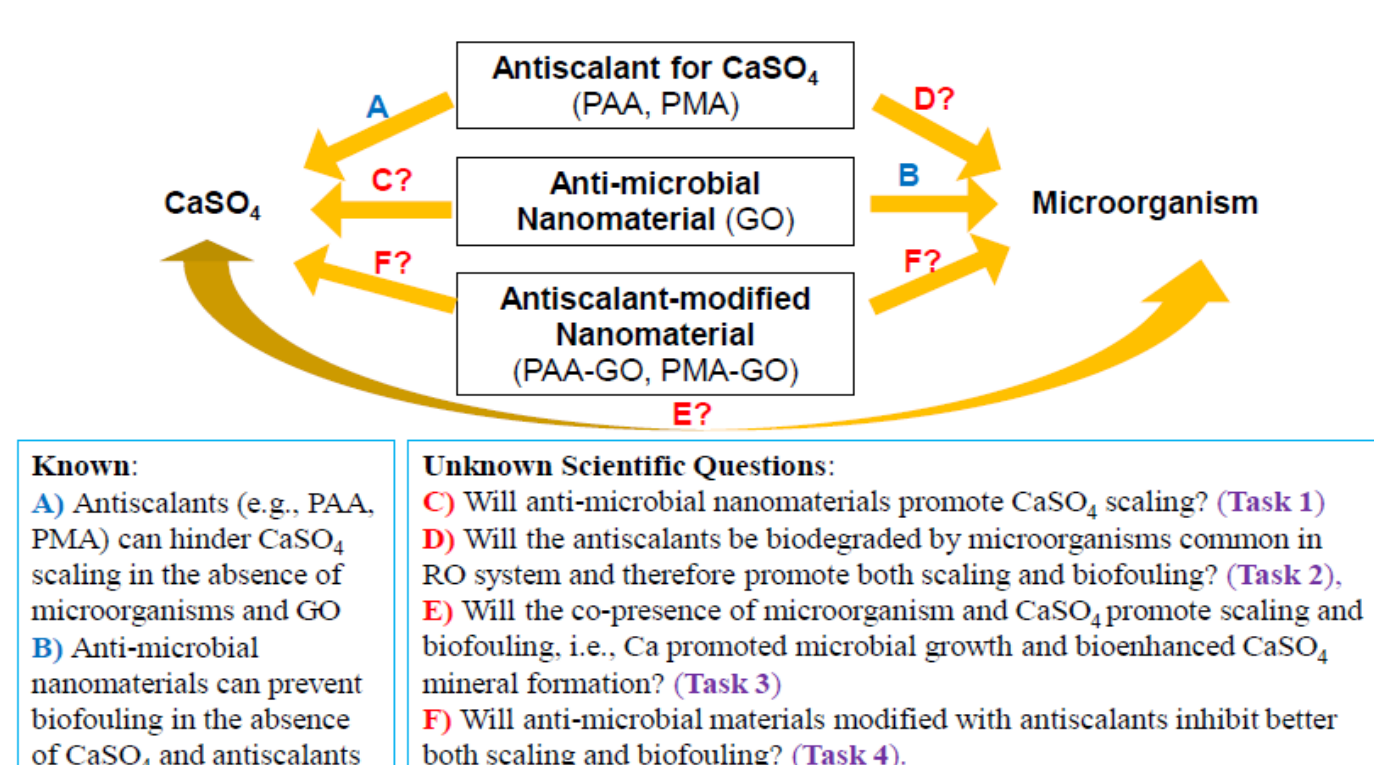 Antiscalant for CaSO₄
(PAA, PMA)
A
D?
C?
Anti-microbial
Nanomaterial (GO)
B
CaSO₄
Microorganism
F?
F?
Antiscalant-modified
Nanomaterial
(PAA-GO, PMA-GO)
E?
Known:
A) Antiscalants (e.g., PAA,
PMA) can hinder CaSO₄
scaling in the absence of
microorganisms and GO
B) Anti-microbial
nanomaterials can prevent
biofouling in the absence
of CaSO₄ and antiscalants
Unknown Scientific Questions:
C) Will anti-microbial nanomaterials promote CaSO₄ scaling? (Task 1)
D) Will the antiscalants be biodegraded by microorganisms common in
RO system and therefore promote both scaling and biofouling? (Task 2),
E) Will the co-presence of microorganism and CaSO₄ promote scaling and
biofouling, i.e., Ca promoted microbial growth and bioenhanced CaSO₄
mineral formation? (Task 3)
F) Will anti-microbial materials modified with antiscalants inhibit better
both scaling and biofouling? (Task 4).